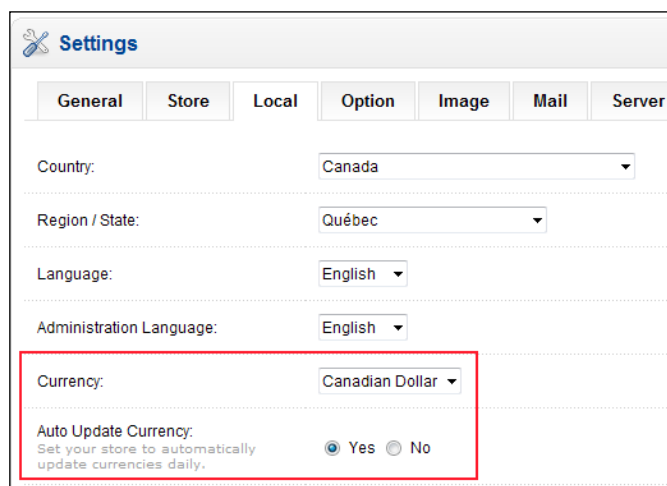 Settings
General Store Local Option Image Mail Server
Country: Canada
Region / State: Québec
Language: English
Administration Language: English
Currency: Canadian Dollar
Auto Update Currency:
Set your store to automatically
update currencies daily.
Yes No